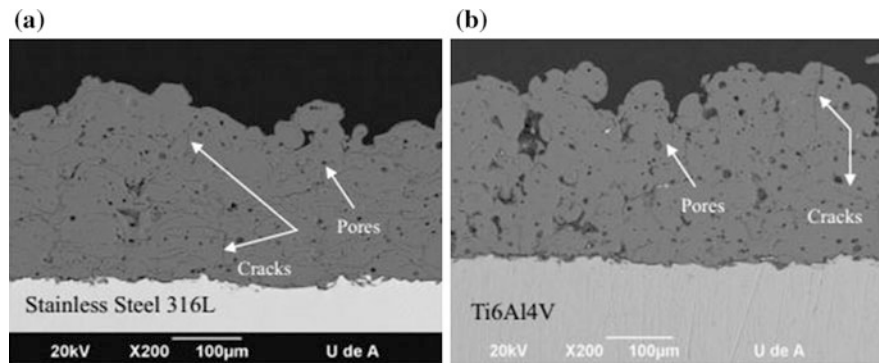 (a)
(b)
Pores
Cracks
Stainless Steel 316L
20kV X200 100µm U de A
Pores
Cracks
Ti6Al4V
20kV X200 100µm U de A